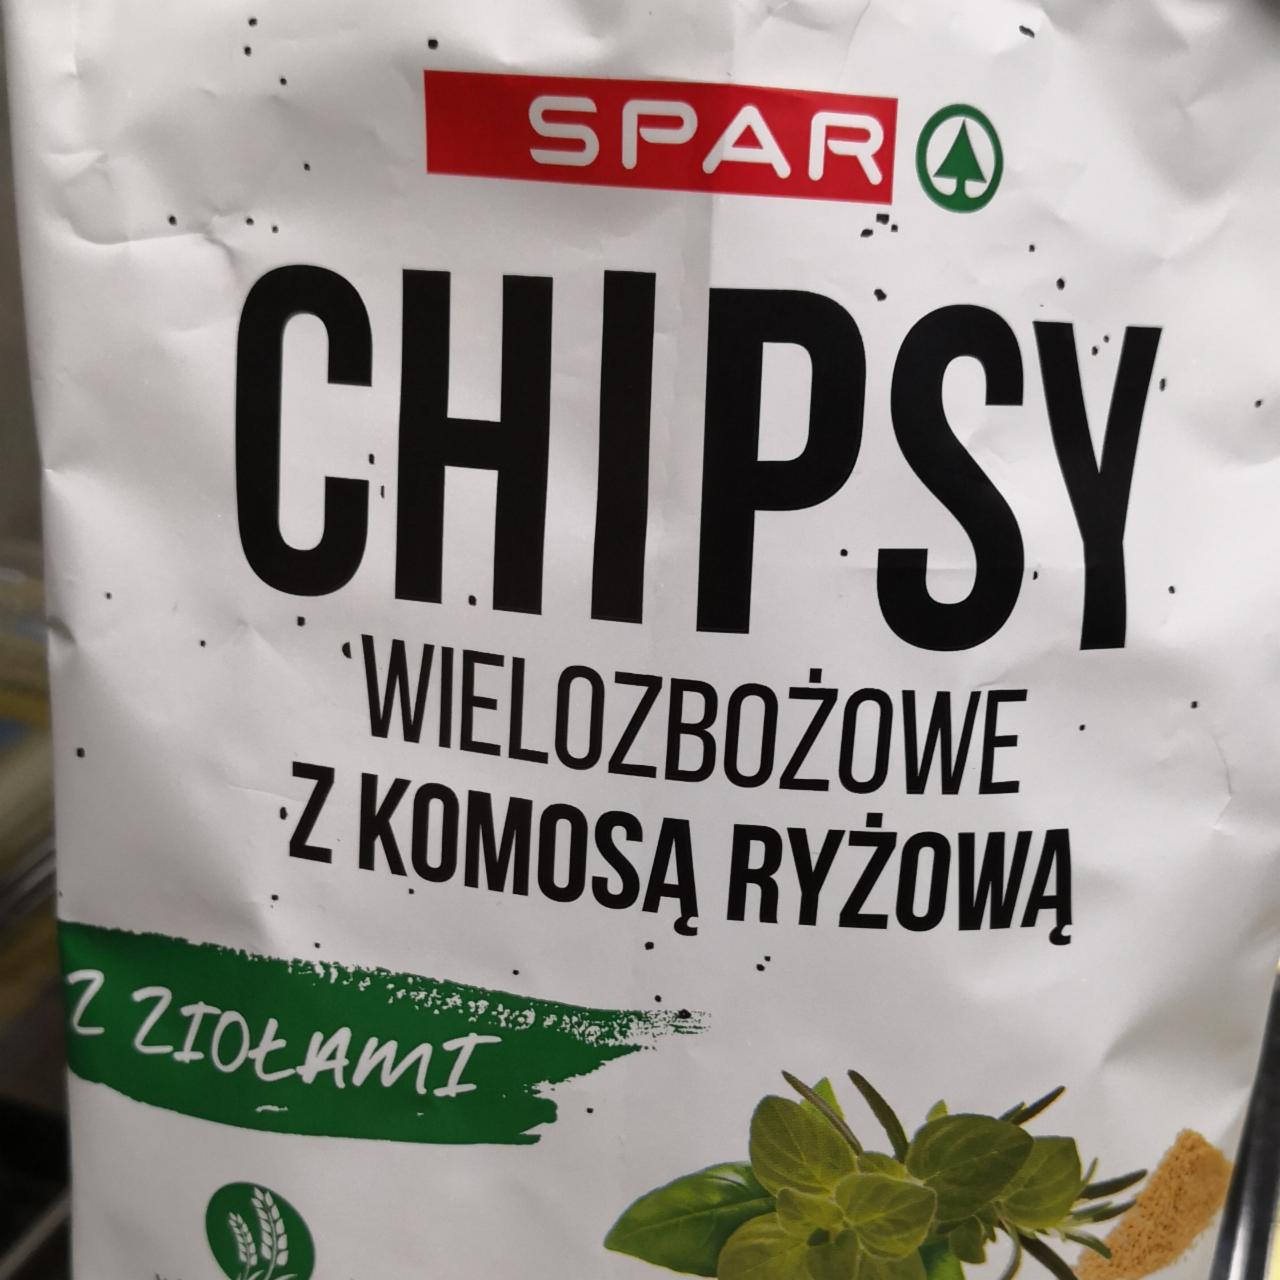 SPAR
CHIPSY
WIELOZBOŻOWE
Z KOMOSĄ RYŻOWĄ
Z ZIOŁAMI